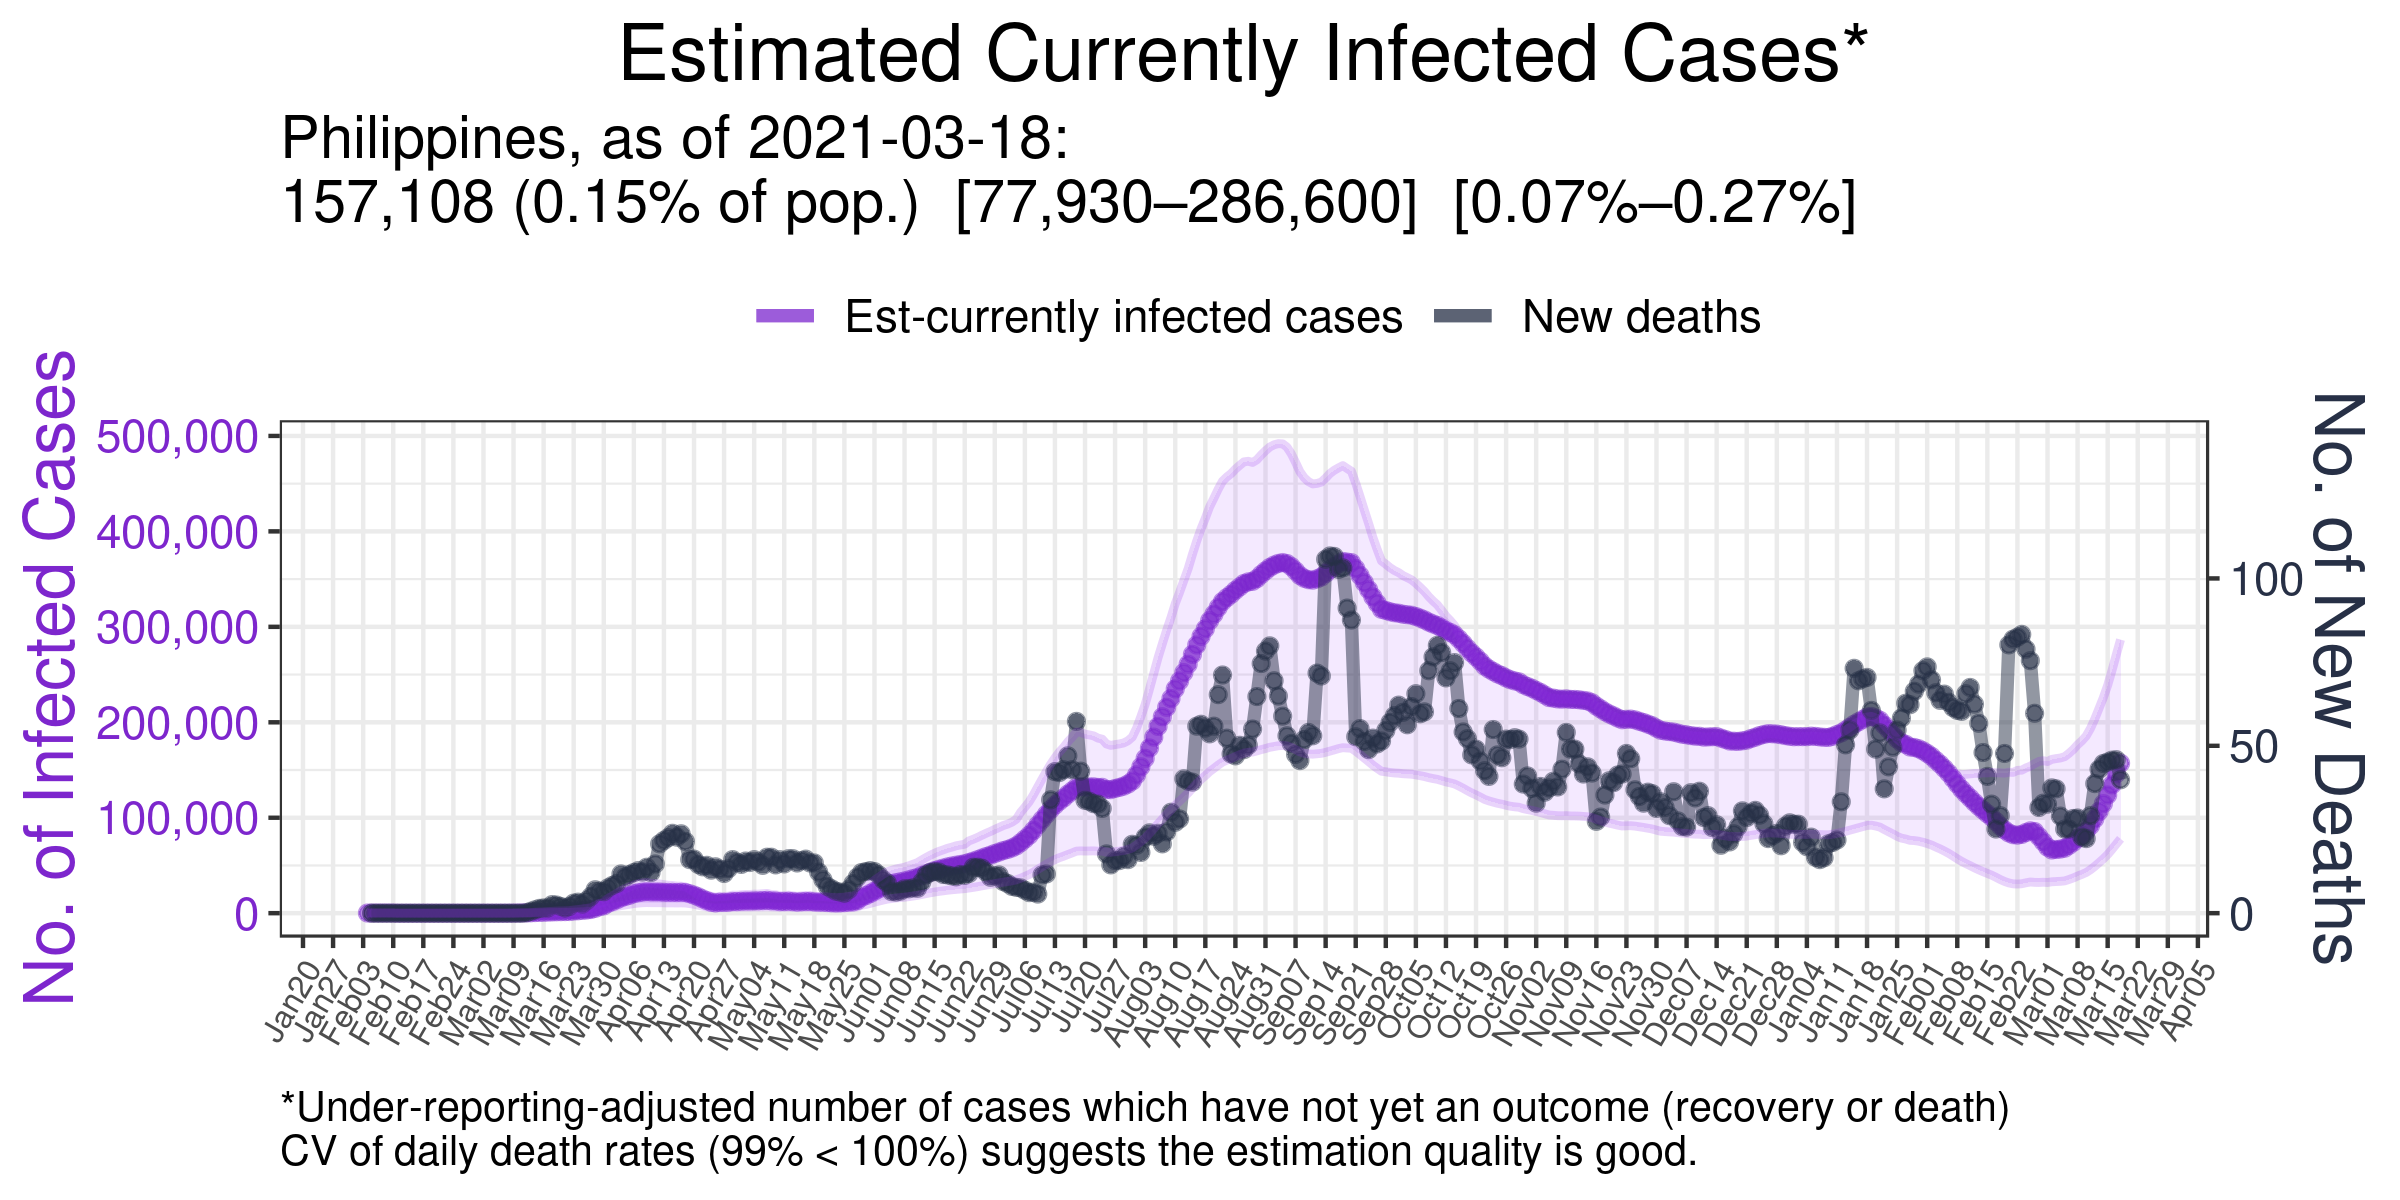 Estimated Currently Infected Cases*
Philippines, as of 2021-03-18:
157,108 (0.15% of pop.)  [77,930–286,600]  [0.07%–0.27%]
Est-currently infected cases
New deaths
No. of Infected Cases
500,000
400,000
300,000
200,000
100,000
0
No. of New Deaths
100
50
0
Jan20
Jan27
Feb03
Feb10
Feb17
Feb24
Mar02
Mar09
Mar16
Mar23
Mar30
Apr06
Apr13
Apr20
Apr27
May04
May11
May18
May25
Jun01
Jun08
Jun15
Jun22
Jun29
Jul06
Jul13
Jul20
Jul27
Aug03
Aug10
Aug17
Aug24
Aug31
Sep07
Sep14
Sep21
Sep28
Oct05
Oct12
Oct19
Oct26
Nov02
Nov09
Nov16
Nov23
Nov30
Dec07
Dec14
Dec21
Dec28
Jan04
Jan11
Jan18
Jan25
Feb01
Feb08
Feb15
Feb22
Mar01
Mar08
Mar15
Mar22
Mar29
Apr05
*Under-reporting-adjusted number of cases which have not yet an outcome (recovery or death)
CV of daily death rates (99% < 100%) suggests the estimation quality is good.